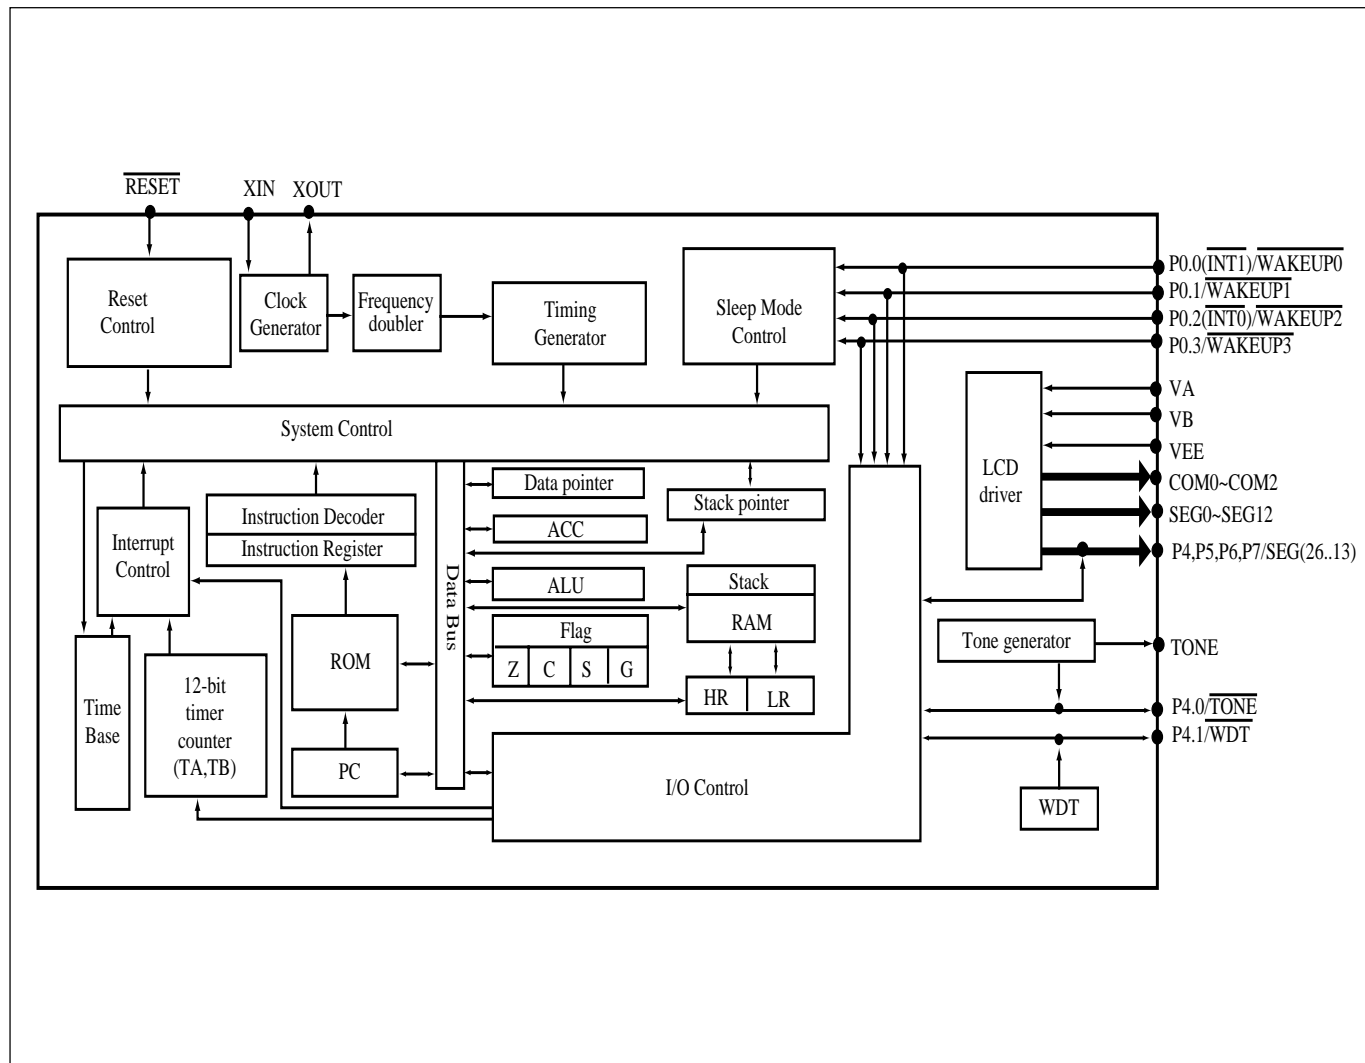 RESET
XIN
XOUT
Reset
Control
Clock
Generator
Frequency
doubler
Timing
Generator
Sleep Mode
Control
P0.0(INT1)/WAKEUP0
P0.1/WAKEUP1
P0.2(INT0)/WAKEUP2
P0.3/WAKEUP3
VA
VB
VEE
COM0~COM2
SEG0~SEG12
P4,P5,P6,P7/SEG(26..13)
LCD
driver
System Control
Data pointer
Stack pointer
Instruction Decoder
Instruction Register
ACC
Interrupt
Control
Data Bus
ALU
Stack
RAM
Flag
Z
C
S
G
HR
LR
ROM
Tone generator
TONE
P4.0/TONE
P4.1/WDT
Time
Base
12-bit
timer
counter
(TA,TB)
PC
I/O Control
WDT